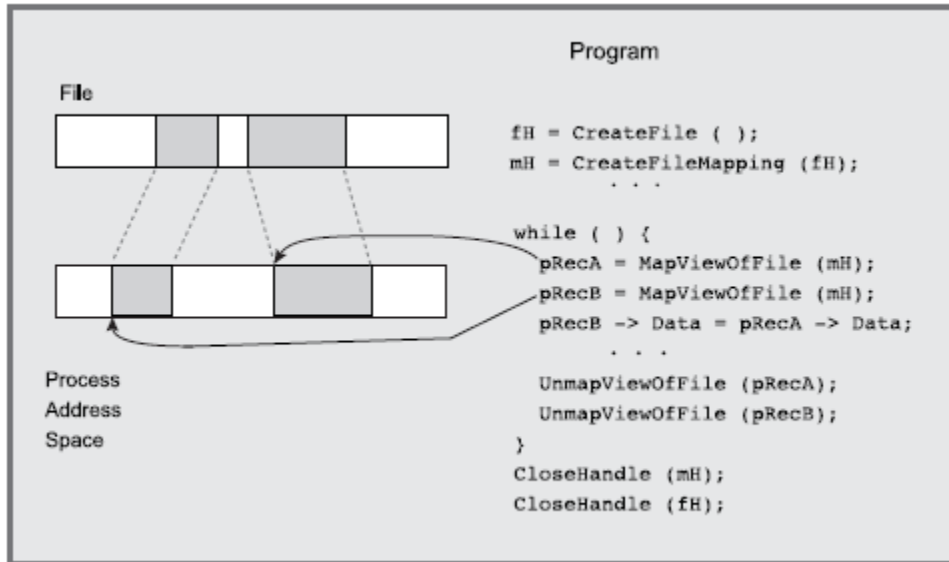 Program
File
fH = CreateFile ( );
mH = CreateFileMapping (fH);
. . .
while ( ) {
pRecA = MapViewOfFile (mH);
pRecB = MapViewOfFile (mH);
pRecB -> Data = pRecA -> Data;
. . .
UnmapViewOfFile (pRecA);
UnmapViewOfFile (pRecB);
}
CloseHandle (mH);
CloseHandle (fH);
Process
Address
Space